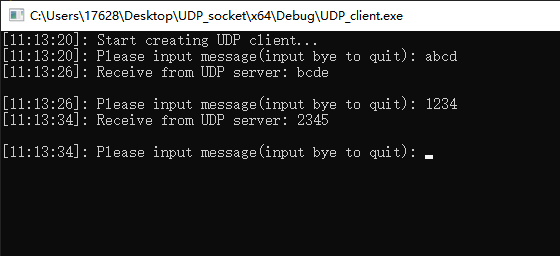 C:\Users\17628\Desktop\UDP_socket\x64\Debug\UDP_client.exe
[11:13:20]: Start creating UDP client...
[11:13:20]: Please input message(input bye to quit): abcd
[11:13:26]: Receive from UDP server: bcde
[11:13:26]: Please input message(input bye to quit): 1234
[11:13:34]: Receive from UDP server: 2345
[11:13:34]: Please input message(input bye to quit):